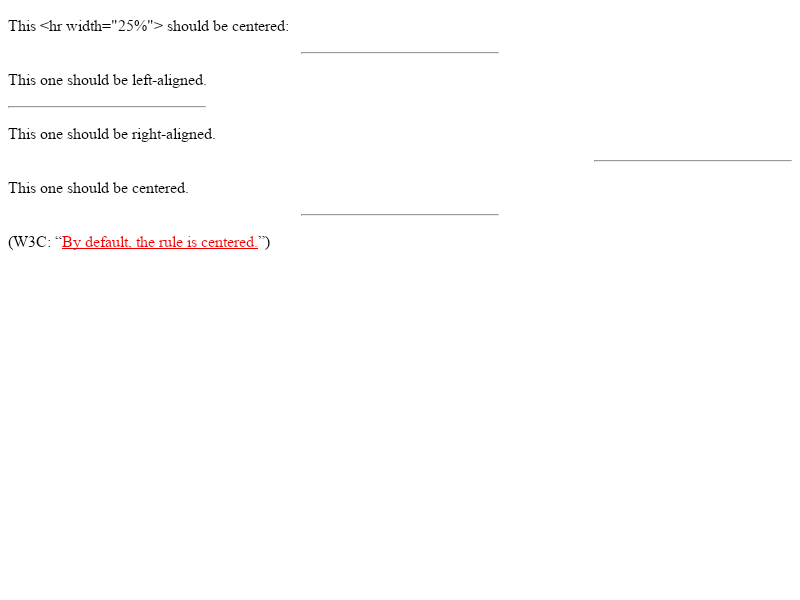 This <hr width="25%"> should be centered:
This one should be left-aligned.
This one should be right-aligned.
This one should be centered.
(W3C: “By default, the rule is centered.”)